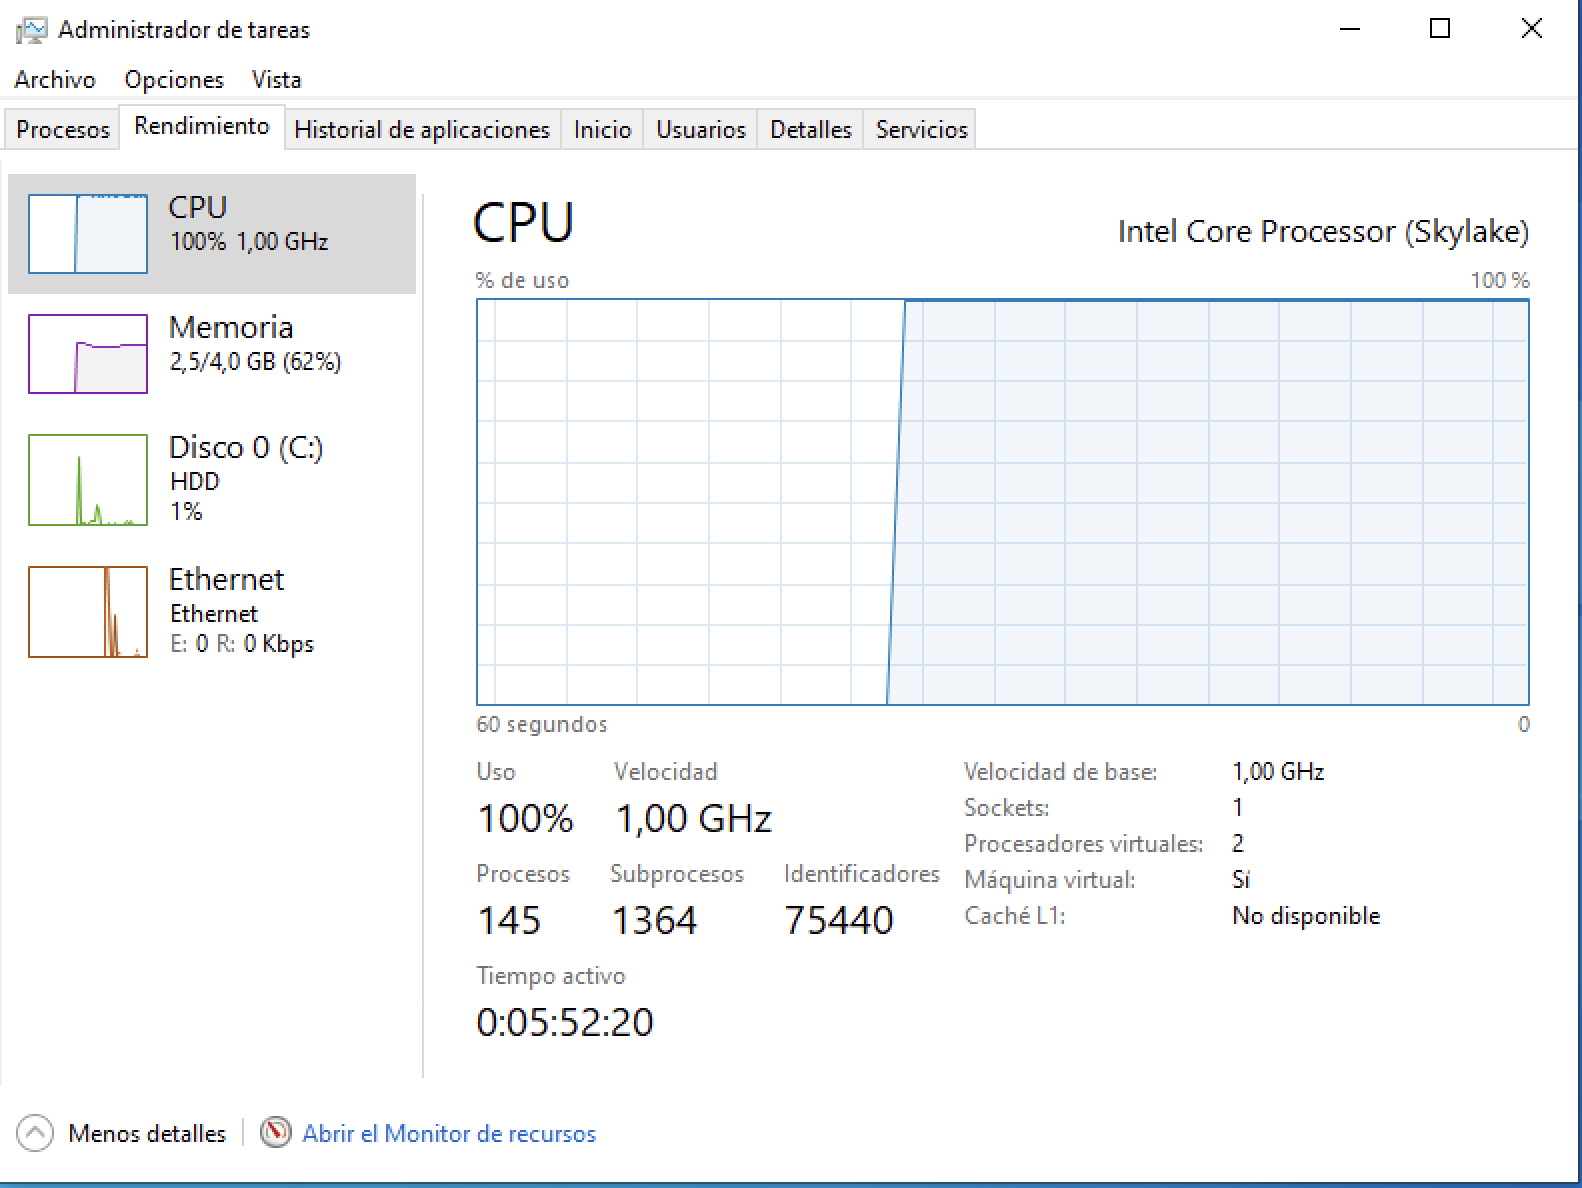 Administrador de tareas
Archivo Opciones Vista
Procesos Rendimiento Historial de aplicaciones Inicio Usuarios Detalles Servicios
CPU
100% 1,00 GHz
Memoria
2,5/4,0 GB (62%)
Disco 0 (C:)
HDD
1%
Ethernet
Ethernet
E: 0 R: 0 Kbps
CPU Intel Core Processor (Skylake)
% de uso 100 %
60 segundos 0
Uso Velocidad
100% 1,00 GHz
Procesos Subprocesos Identificadores
145 1364 75440
Tiempo activo
0:05:52:20
Velocidad de base: 1,00 GHz
Sockets: 1
Procesadores virtuales: 2
Máquina virtual: Sí
Caché L1: No disponible
Menos detalles Abrir el Monitor de recursos